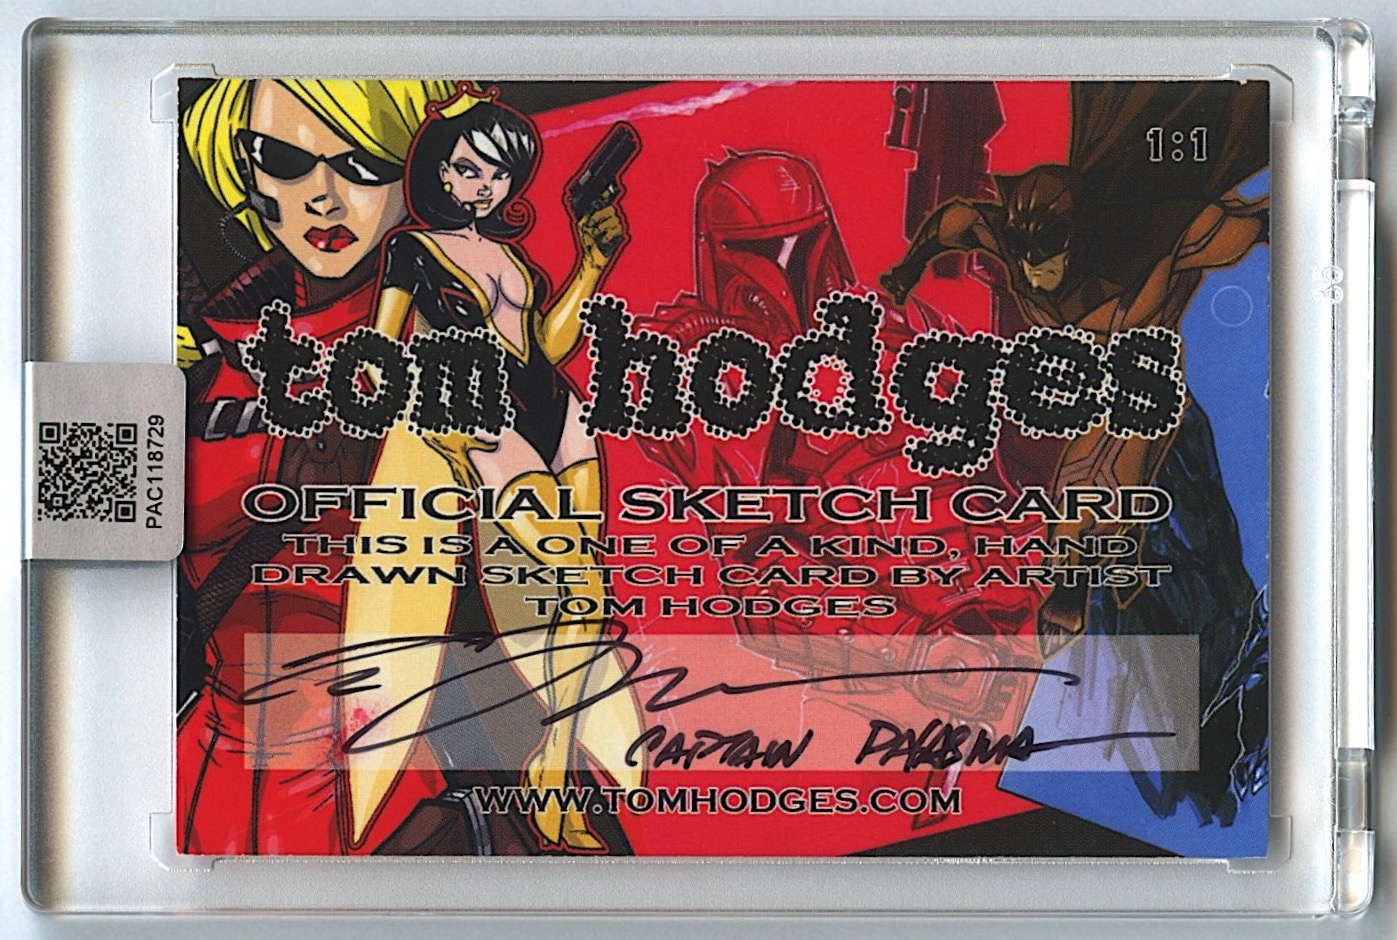 1:1
tom hodges
OFFICIAL SKETCH CARD
THIS IS A ONE OF A KIND, HAND
DRAWN SKETCH CARD BY ARTIST
TOM HODGES
CAPTAIN
WWW.TOMHODGES.COM
PAC118729